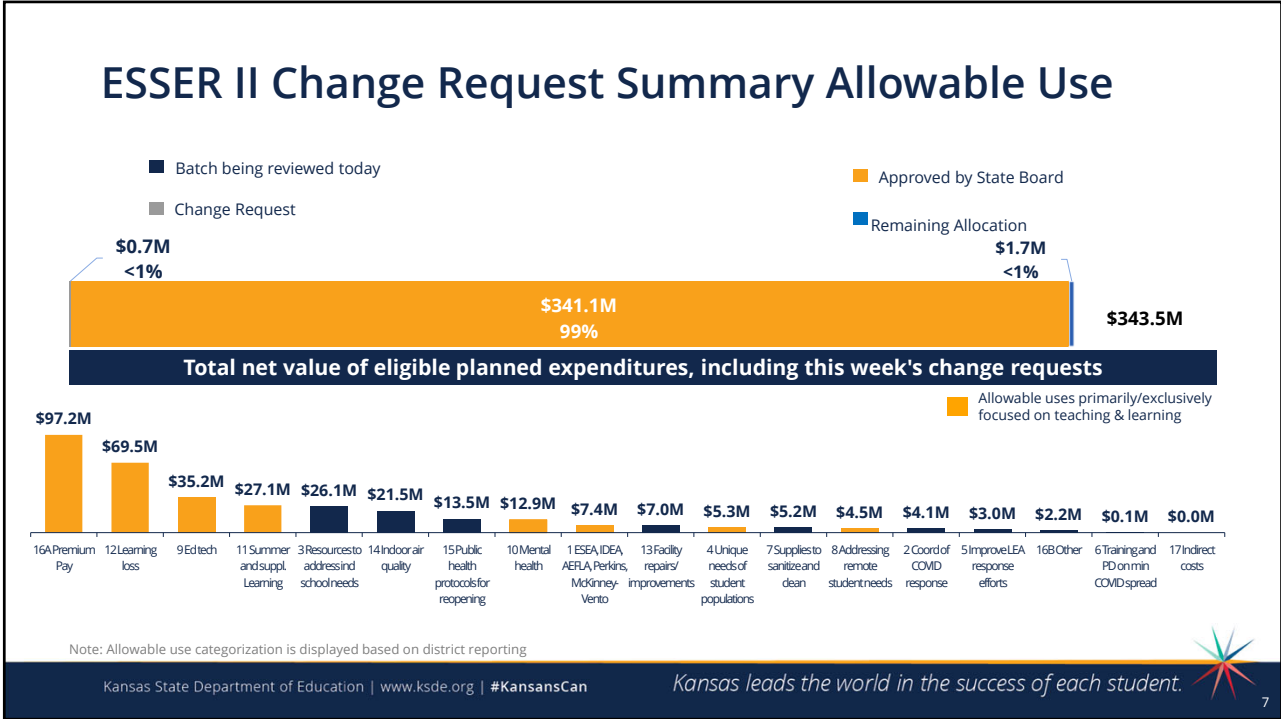 ESSER II Change Request Summary Allowable Use
Batch being reviewed today
Change Request
Approved by State Board
Remaining Allocation
$0.7M
<1%
$1.7M
<1%
$341.1M
99%
$343.5M
Total net value of eligible planned expenditures, including this week's change requests
Allowable uses primarily/exclusively
focused on teaching & learning
$97.2M
$69.5M
$35.2M
$27.1M
$26.1M
$21.5M
$13.5M
$12.9M
$7.4M
$7.0M
$5.3M
$5.2M
$4.5M
$4.1M
$3.0M
$2.2M
$0.1M
$0.0M
16A Premium
Pay
12 Learning
loss
9 Ed tech
11 Summer
and suppl.
Learning
3 Resources to
address ind
school needs
14 Indoor air
quality
15 Public
health
protocols for
reopening
10 Mental
health
1 ESEA, IDEA,
AEFLA, Perkins,
McKinney-
Vento
13 Facility
repairs/
improvements
4 Unique
needs of
student
populations
7 Supplies to
sanitize and
clean
8 Addressing
remote
student needs
2 Coord of
COVID
response
5 Improve LEA
response
efforts
16B Other
6 Training and
PD on min
COVID spread
17 Indirect
costs
Note: Allowable use categorization is displayed based on district reporting
Kansas State Department of Education | www.ksde.org | #KansansCan
Kansas leads the world in the success of each student.
7